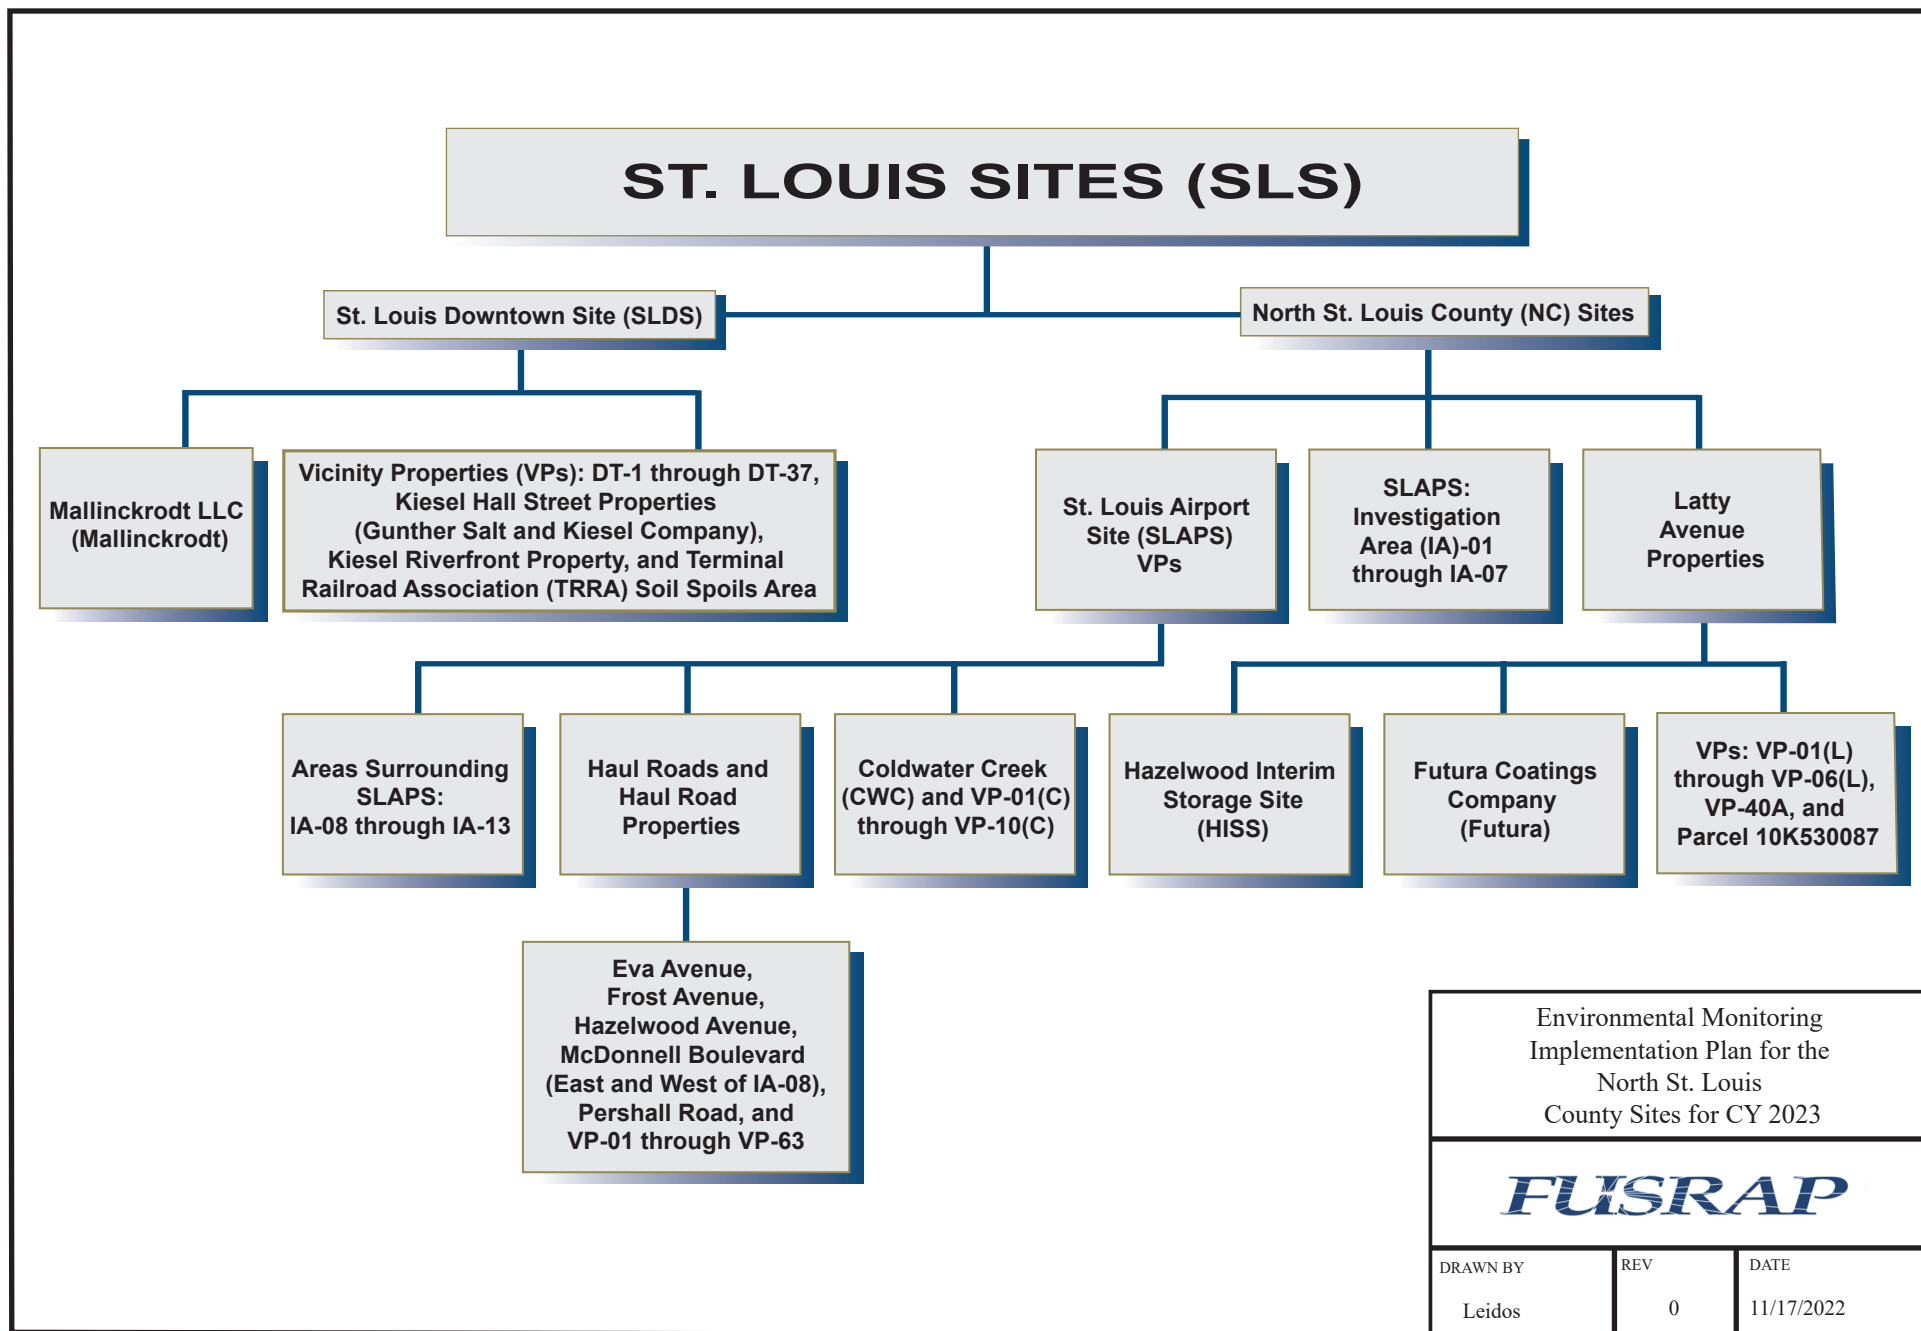 ST. LOUIS SITES (SLS)
St. Louis Downtown Site (SLDS)
North St. Louis County (NC) Sites
Mallinckrodt LLC
(Mallinckrodt)
Vicinity Properties (VPs): DT-1 through DT-37,
Kiesel Hall Street Properties
(Gunther Salt and Kiesel Company),
Kiesel Riverfront Property, and Terminal
Railroad Association (TRRA) Soil Spoils Area
St. Louis Airport
Site (SLAPS)
VPs
SLAPS:
Investigation
Area (IA)-01
through IA-07
Latty
Avenue
Properties
Areas Surrounding
SLAPS:
IA-08 through IA-13
Haul Roads and
Haul Road
Properties
Coldwater Creek
(CWC) and VP-01(C)
through VP-10(C)
Hazelwood Interim
Storage Site
(HISS)
Futura Coatings
Company
(Futura)
VPs: VP-01(L)
through VP-06(L),
VP-40A, and
Parcel 10K530087
Eva Avenue,
Frost Avenue,
Hazelwood Avenue,
McDonnell Boulevard
(East and West of IA-08),
Pershall Road, and
VP-01 through VP-63
Environmental Monitoring
Implementation Plan for the
North St. Louis
County Sites for CY 2023
FUSRAP
DRAWN BY
Leidos
REV
0
DATE
11/17/2022